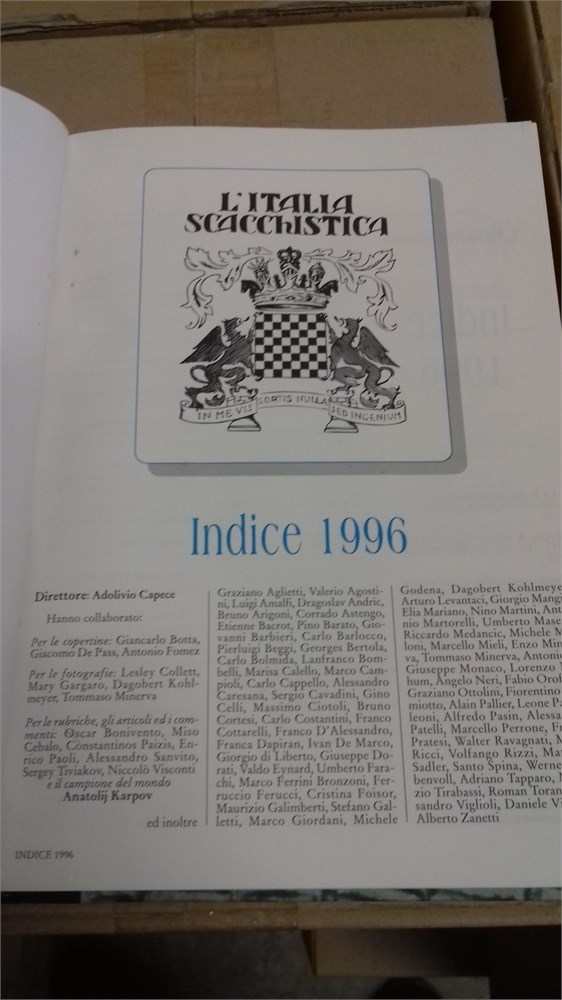 L'ITALIA
SCACCHISTICA
IN ME VIS SORTIS NULLA SED INGENIUM
Indice 1996
Direttore: Adolivio Capece
Hanno collaborato:
Per le copertine: Giancarlo Botta,
Giacomo De Pass, Antonio Fomez
Per le fotografie: Lesley Collett,
Mary Gargaro, Dagobert Kohl-
meyer, Tommaso Minerva
Per le rubriche, gli articoli ed i com-
menti: Oscar Bonivento, Miso
Cebalo, Constantinos Paizis, En-
rico Paoli, Alessandro Sanvito,
Sergey Tiviakov, Niccolò Visconti
e il campione del mondo
Anatolij Karpov
ed inoltre
Graziano Aglietti, Valerio Agosti-
ni, Luigi Amalfi, Dragoslav Andric,
Bruno Arigoni, Corrado Astengo,
Etienne Bacrot, Pino Barato, Gio-
vanni Barbieri, Carlo Barlocco,
Pierluigi Beggi, Georges Bertola,
Carlo Bolmida, Lanfranco Bom-
belli, Marisa Calello, Marco Cam-
pioli, Carlo Cappello, Alessandro
Caresana, Sergio Cavadini, Gino
Celli, Massimo Ciotoli, Bruno
Cortesi, Carlo Costantini, Franco
Cottarelli, Franco D'Alessandro,
Franca Dapiran, Ivan De Marco,
Giorgio di Liberto, Giuseppe Do-
rati, Valdo Eynard, Umberto Fara-
chi, Marco Ferrini Bronzoni, Fer-
ruccio Ferucci, Cristina Foisor,
Maurizio Galimberti, Stefano Gal-
letti, Marco Giordani, Michele
Godena, Dagobert Kohlmeye
Arturo Levantaci, Giorgio Mangi
Elia Mariano, Nino Martini, Ant
nio Martorelli, Umberto Mase
Riccardo Medancic, Michele M
loni, Marcello Mieli, Enzo Min
va, Tommaso Minerva, Antoni
Giuseppe Monaco, Lorenzo
hum, Angelo Neri, Fabio Orof
Graziano Ottolini, Fiorentino
miotto, Alain Pallier, Leone Pa
leoni, Alfredo Pasin, Alessa
Patelli, Marcello Perrone, Fr
Pratesi, Walter Ravagnati, M
Ricci, Volfango Rizzi, Ma
Sadler, Santo Spina, Werne
benvoll, Adriano Tapparo, M
zio Tirabassi, Roman Toran
sandro Viglioli, Daniele Vi
Alberto Zanetti
INDICE 1996